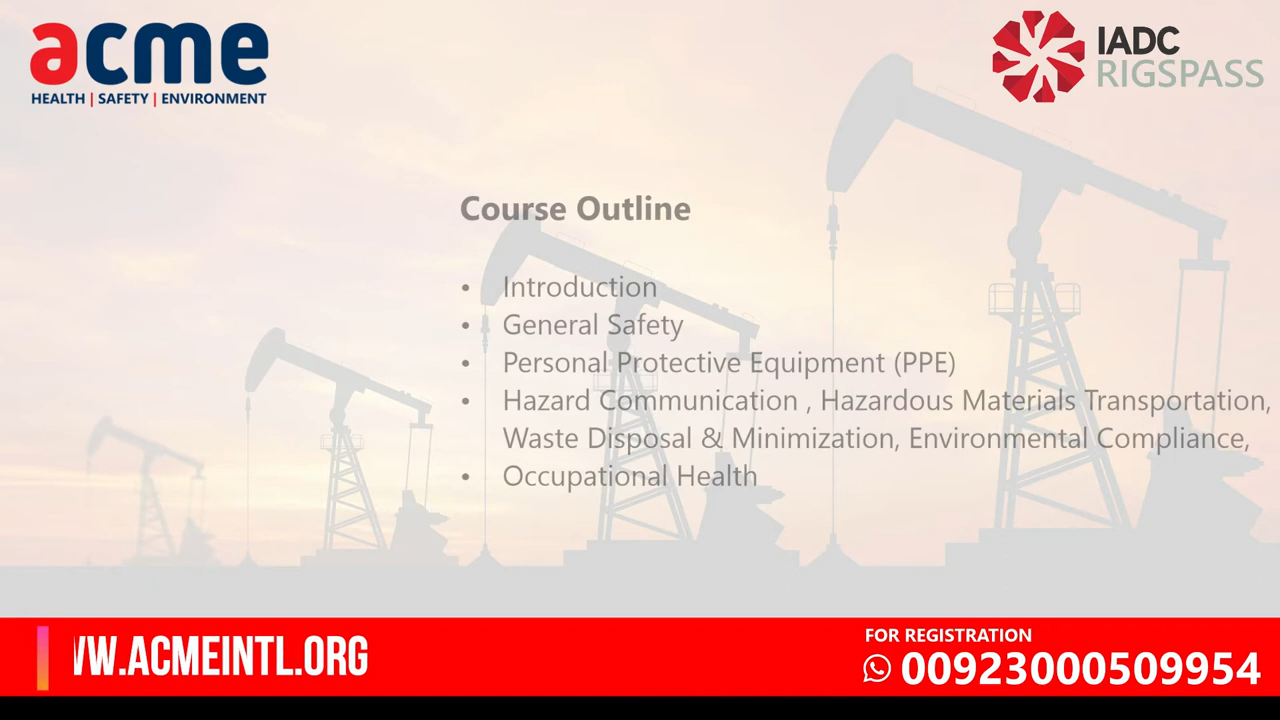 acme
HEALTH | SAFETY | ENVIRONMENT
IADC
RIGSPASS
Course Outline
• Introduction
• General Safety
• Personal Protective Equipment (PPE)
• Hazard Communication , Hazardous Materials Transportation,
Waste Disposal & Minimization, Environmental Compliance,
• Occupational Health
W.ACMEINTL.ORG
FOR REGISTRATION
00923000509954